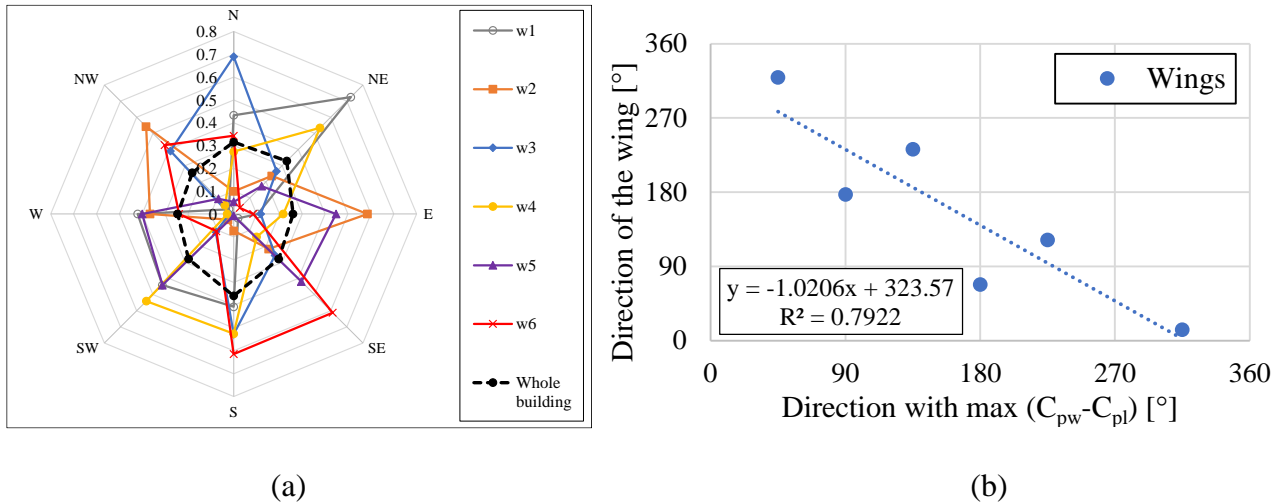 N
NE
E
SE
S
SW
W
NW
0.8
0.7
0.6
0.5
0.4
0.3
0.2
0.1
0
w1
w2
w3
w4
w5
w6
Whole
building
(a)
Direction of the wing [°]
360
270
180
90
0
Wings
y = -1.0206x + 323.57
R² = 0.7922
0 90 180 270 360
Direction with max (Cpw-Cpl) [°]
(b)